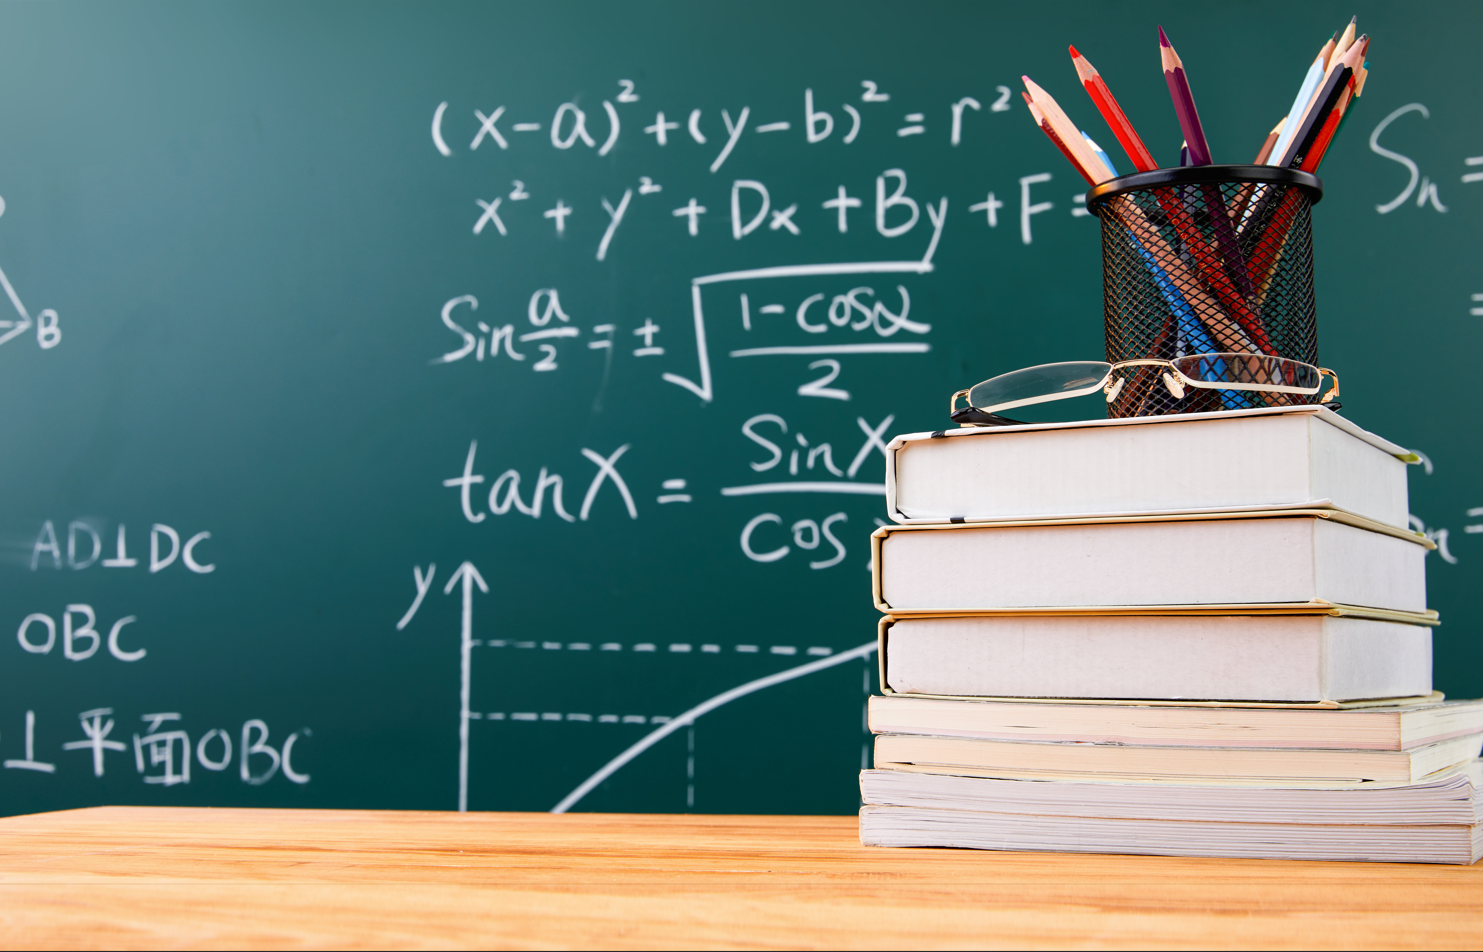 B
AD⊥DC
OBC
⊥平面OBC
(x-a)²+(y-b)²=r²
x²+y²+Dx+By+F=
Sin a/2 = ± √((1-cosα)/2)
tanX = SinX/cos
y
Sn =
n =